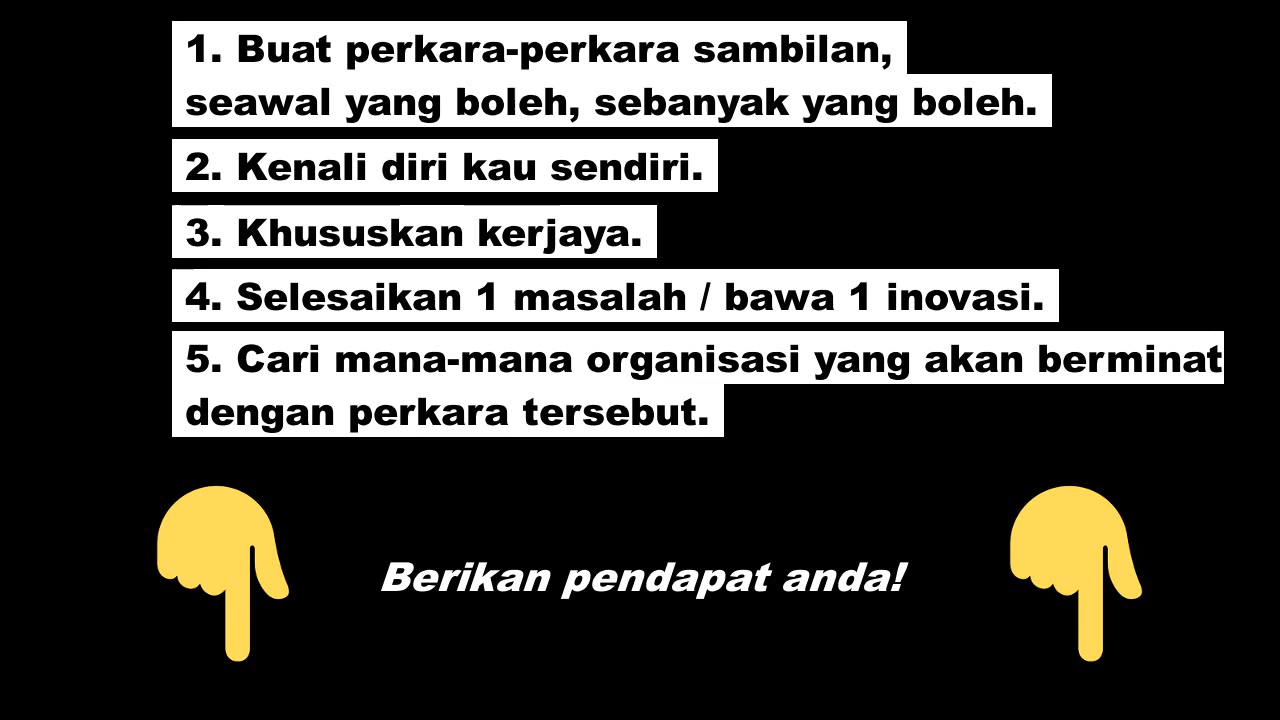 1. Buat perkara-perkara sambilan,
seawal yang boleh, sebanyak yang boleh.
2. Kenali diri kau sendiri.
3. Khususkan kerjaya.
4. Selesaikan 1 masalah / bawa 1 inovasi.
5. Cari mana-mana organisasi yang akan berminat
dengan perkara tersebut.
Berikan pendapat anda!